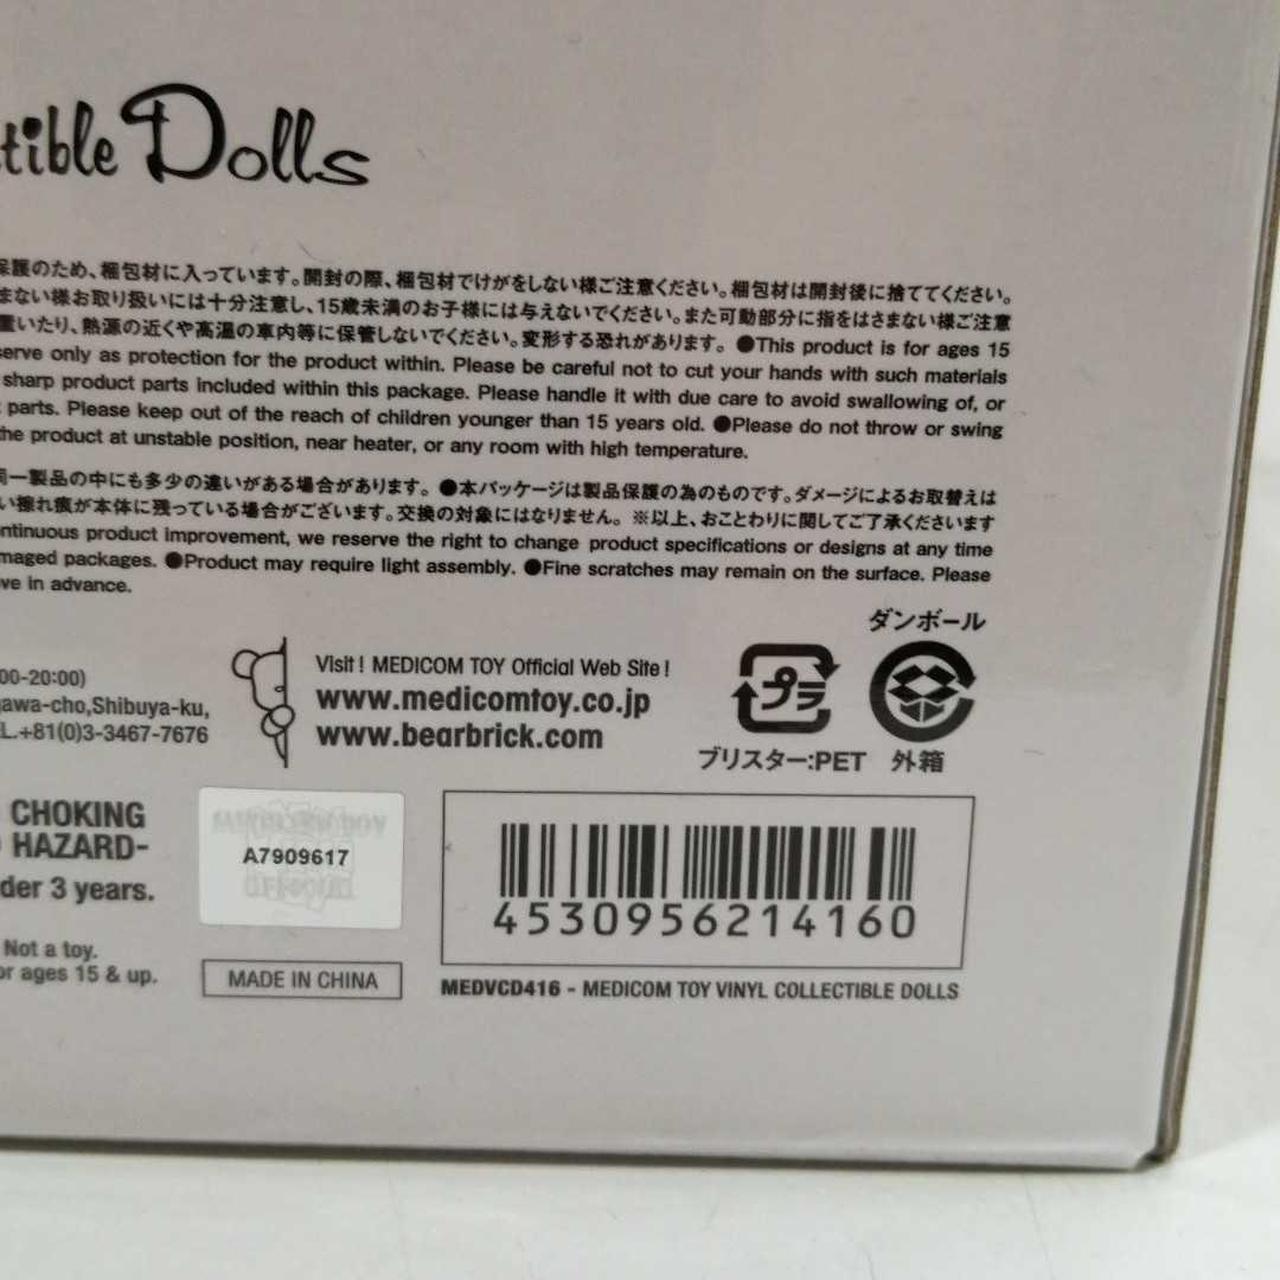 tible Dolls
保護のため、梱包材に入っています。開封の際、梱包材でけがをしない様ご注意ください。梱包材は開封後に捨ててください。
まない様お取り扱いには十分注意し、15歳未満のお子様には与えないでください。また可動部分に指をはさまない様ご注意
置いたり、熱源の近くや高温の車内等に保管しないでください。変形する恐れがあります。 ●This product is for ages 15
serve only as protection for the product within. Please be careful not to cut your hands with such materials
sharp product parts included within this package. Please handle it with due care to avoid swallowing of, or
parts. Please keep out of the reach of children younger than 15 years old. ●Please do not throw or swing
the product at unstable position, near heater, or any room with high temperature.
同一製品の中にも多少の違いがある場合があります。 ●本パッケージは製品保護の為のものです。ダメージによるお取替えは
い擦れ痕が本体に残っている場合がございます。交換の対象にはなりません。 ※以上、おことわりに関してご了承くださいます
ntinuous product improvement, we reserve the right to change product specifications or designs at any time
maged packages. ●Product may require light assembly. ●Fine scratches may remain on the surface. Please
ve in advance.
ダンボール
00-20:00)
gawa-cho,Shibuya-ku,
L.+81(0)3-3467-7676
Visit! MEDICOM TOY Official Web Site!
www.medicomtoy.co.jp
www.bearbrick.com
プラ
ブリスター:PET 外箱
CHOKING
HAZARD-
der 3 years.
Not a toy.
or ages 15 & up.
A7909617
MADE IN CHINA
4530956214160
MEDVCD416 - MEDICOM TOY VINYL COLLECTIBLE DOLLS